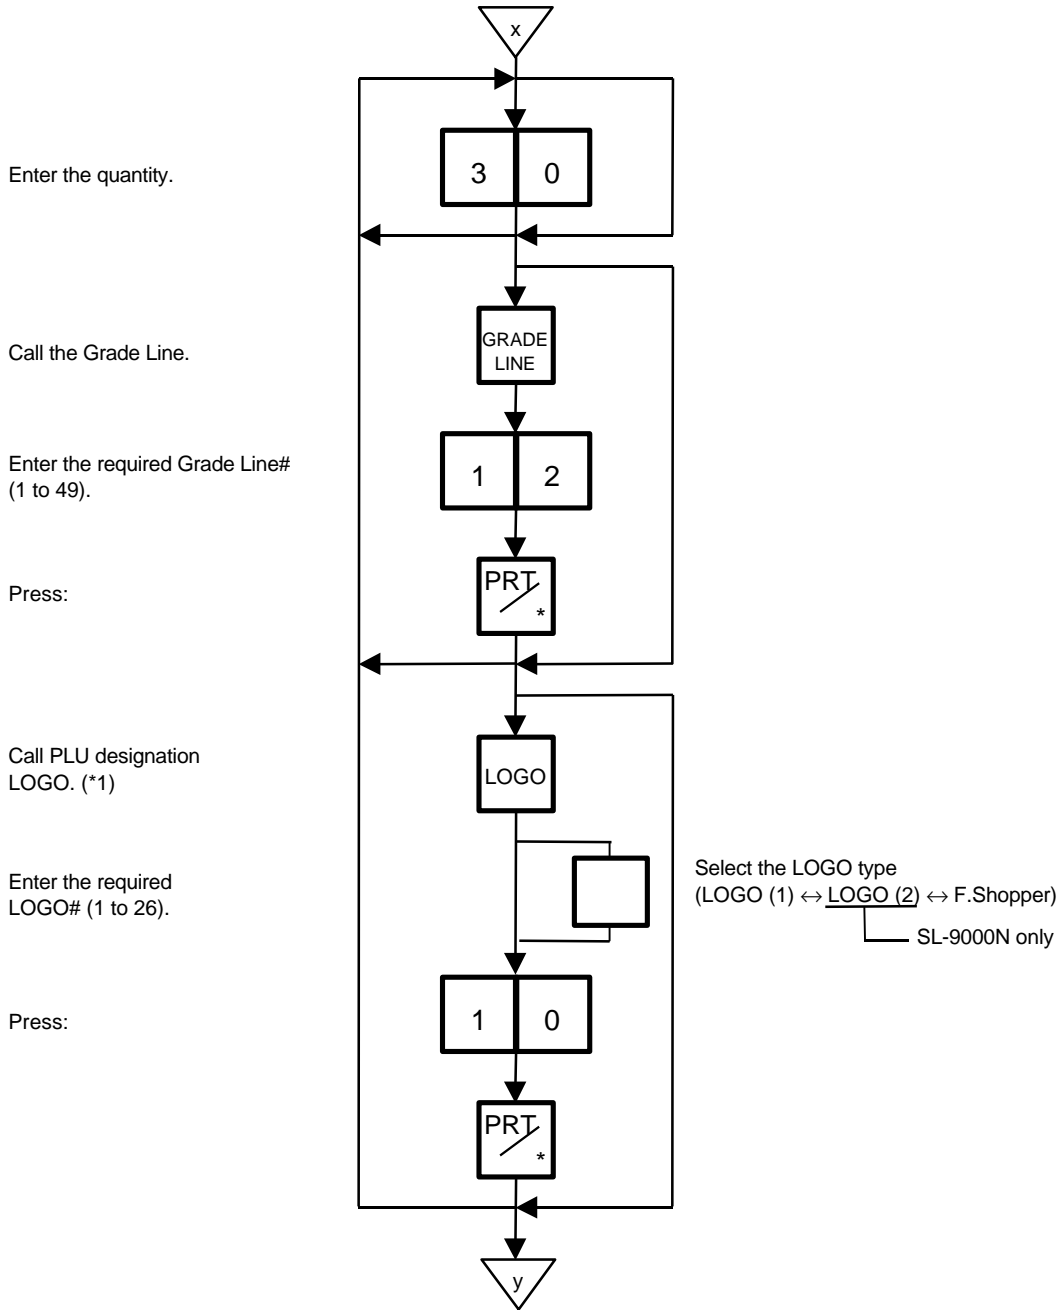 x
Enter the quantity.
3 0
Call the Grade Line.
GRADE
LINE
Enter the required Grade Line#
(1 to 49).
1 2
Press:
PRT
*
Call PLU designation
LOGO. (*1)
LOGO
Enter the required
LOGO# (1 to 26).
Select the LOGO type
(LOGO (1) ↔ LOGO (2) ↔ F.Shopper)
SL-9000N only
Press:
1 0
PRT
*
y